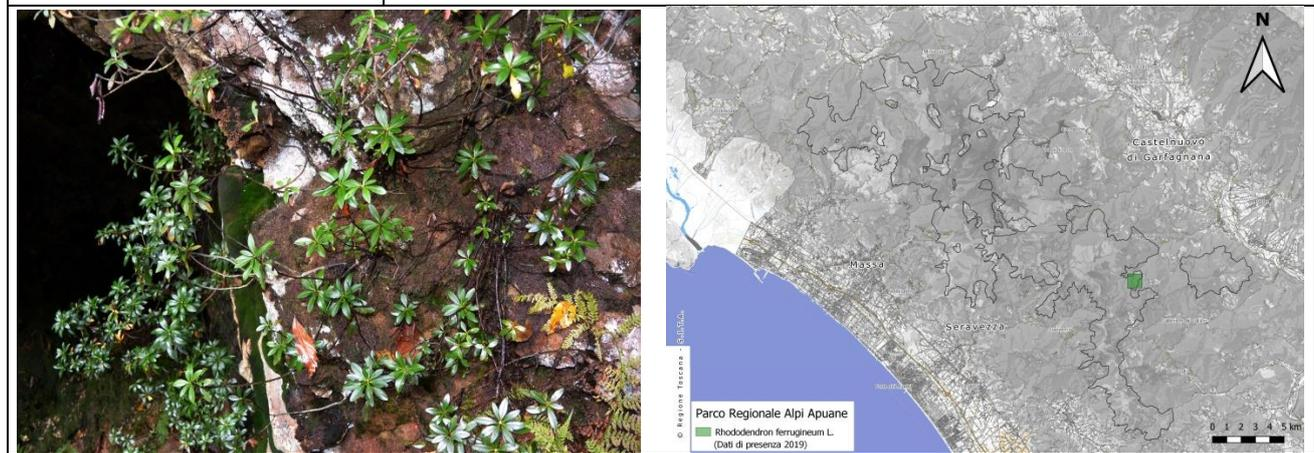 N
Castelnuovo
di Garfagnana
Massa
Seravezza
© Regione Toscana - S.I.T.A.
Parco Regionale Alpi Apuane
Rhododendron ferrugineum L.
(Dati di presenza 2019)
0 1 2 3 4 5 km